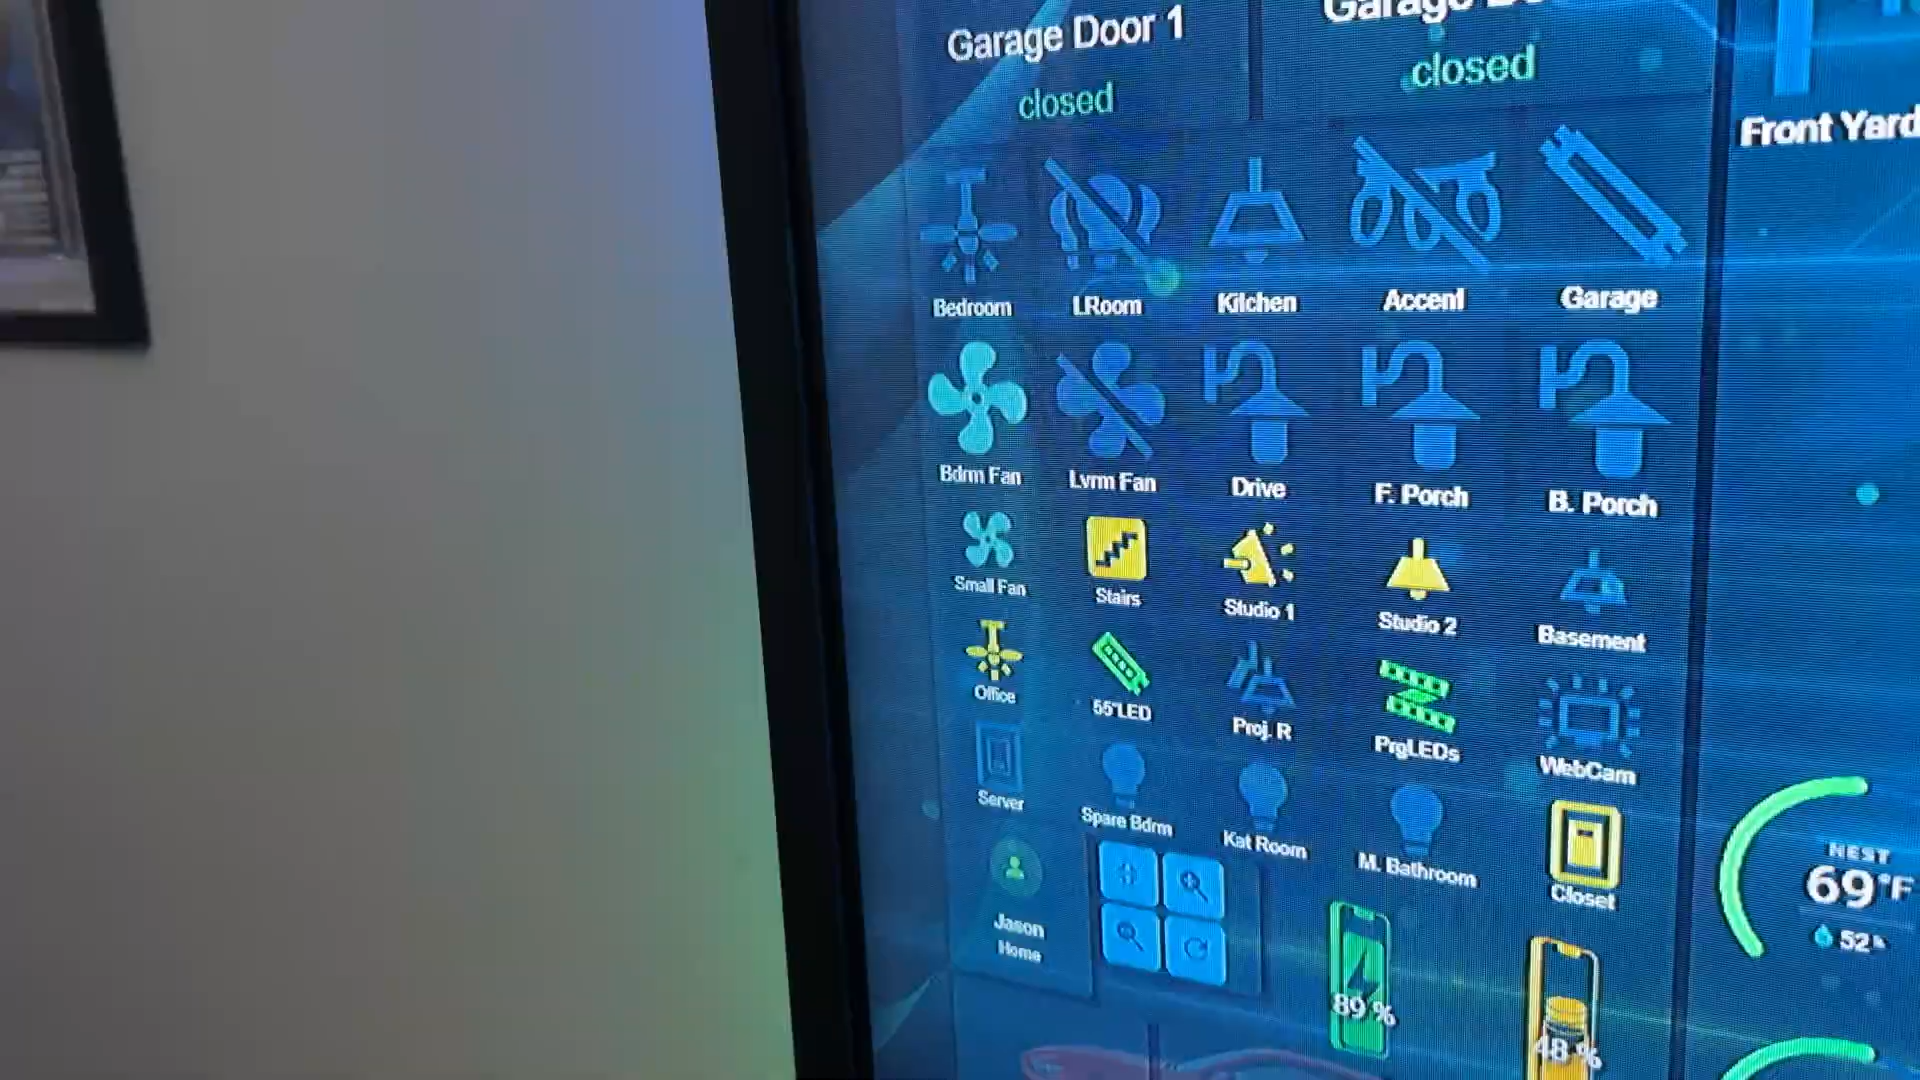 Garage Door 1
closed
Garage
closed
Front Yard
Bedroom
LRoom
Kitchen
Accent
Garage
Bdrm Fan
Lvrm Fan
Drive
F. Porch
B. Porch
Small Fan
Stairs
Studio 1
Studio 2
Basement
Office
55"LED
Proj. R
PrgLEDs
WebCam
Server
Spare Bdrm
Kat Room
M. Bathroom
Closet
Jason
Home
89 %
48 %
NEST
69 °F
52 %